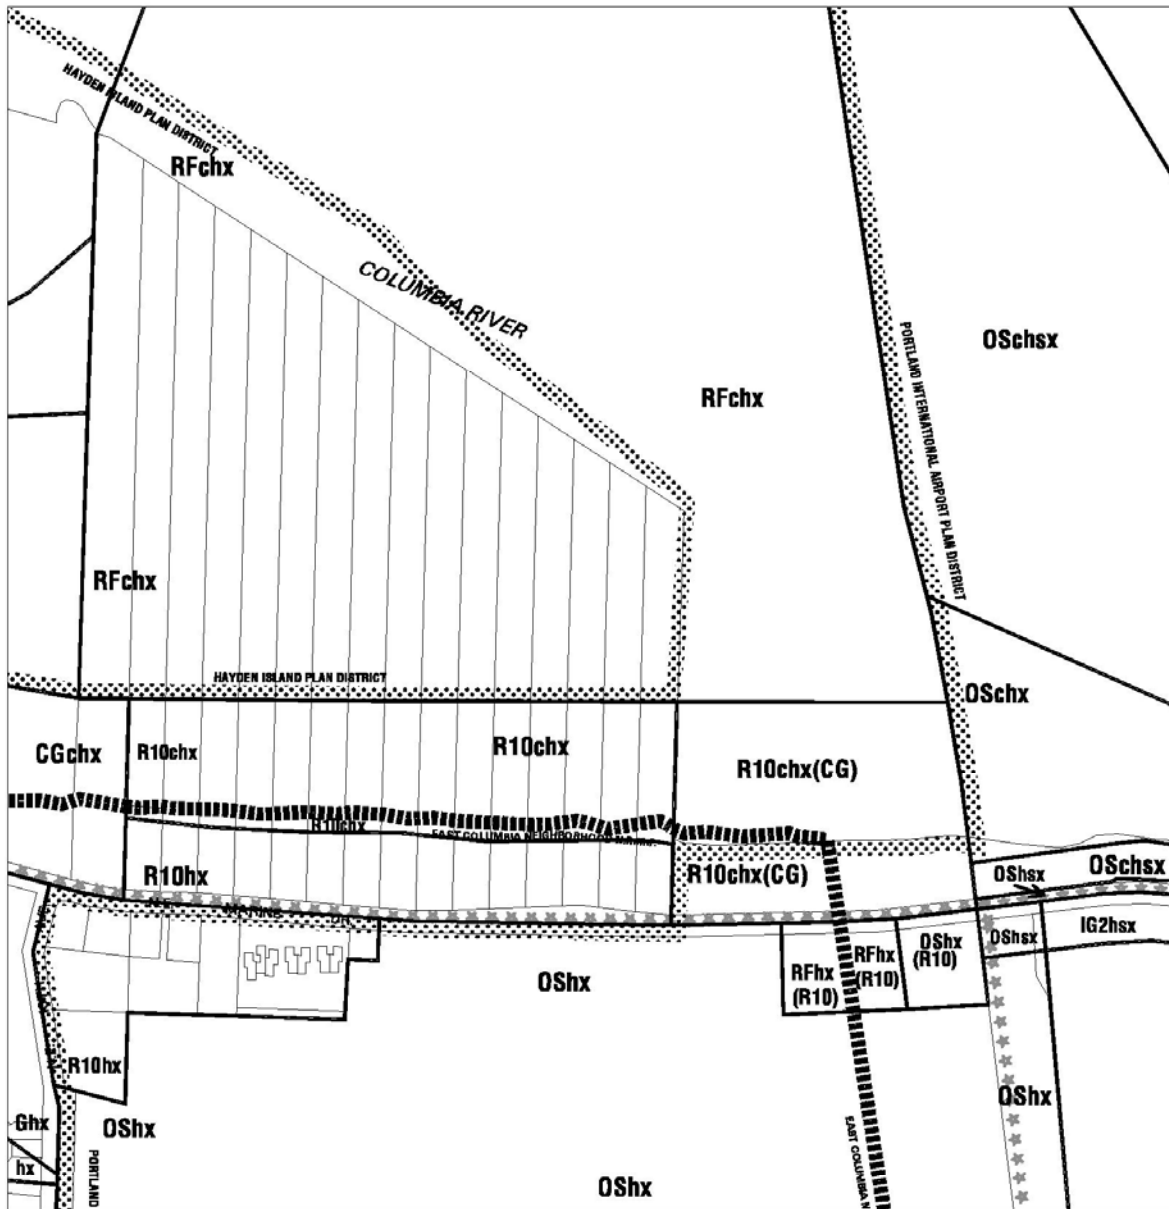 HAYDEN ISLAND PLAN DISTRICT
RFchx
COLUMBIA RIVER
OSchsx
PORTLAND INTERNATIONAL AIRPORT PLAN DISTRICT
RFchx
RFchx
HAYDEN ISLAND PLAN DISTRICT
OSchx
CGchx
R10chx
R10chx
R10chx(CG)
R10chx
EAST COLUMBIA NEIGHBORHOOD
R10hx
R10chx(CG)
OShsx
OSchsx
MARINE
OShx
RFhx
(R10)
RFhx
(R10)
OShx
(R10)
OShsx
IG2hsx
R10hx
OShx
Ghx
OShx
hx
PORTLAND
EAST COLUMBIA N
OShx